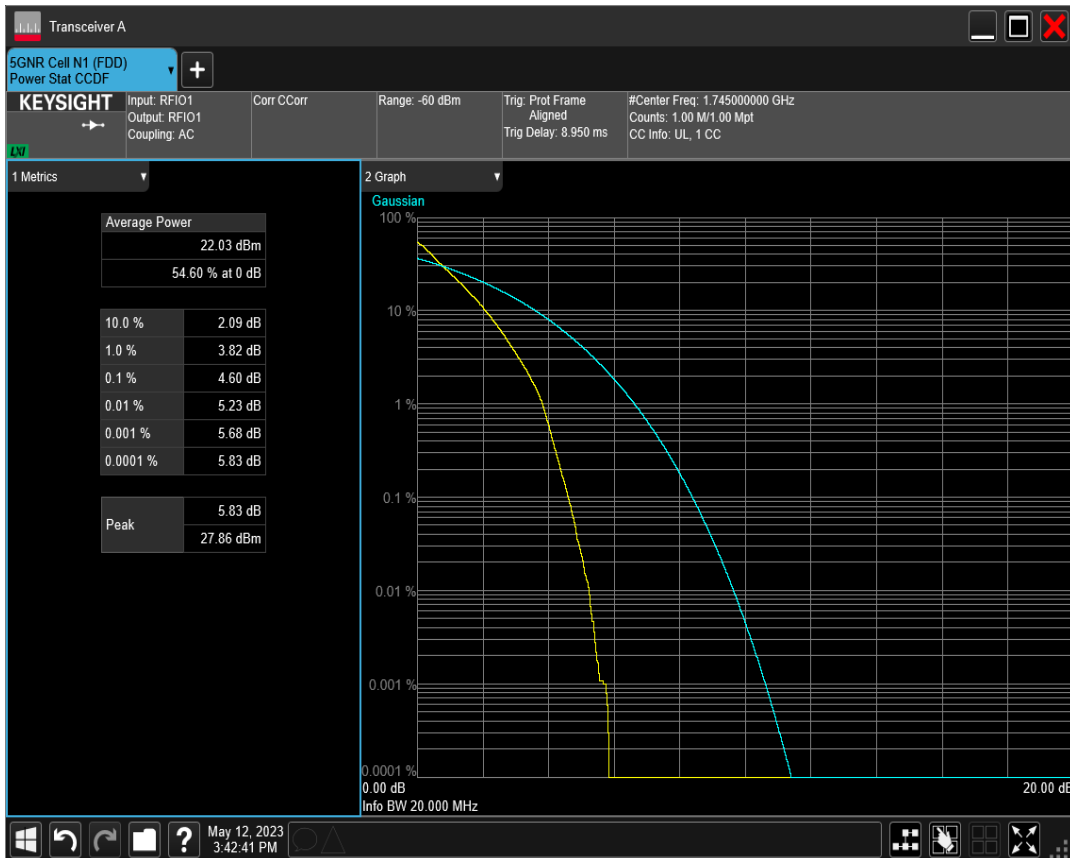 Transceiver A
5GNR Cell N1 (FDD)
Power Stat CCDF
+
KEYSIGHT
LXI
Input: RFIO1
Output: RFIO1
Coupling: AC
Corr CCorr
Range: -60 dBm
Trig: Prot Frame
Aligned
Trig Delay: 8.950 ms
#Center Freq: 1.745000000 GHz
Counts: 1.00 M/1.00 Mpt
CC Info: UL, 1 CC
1 Metrics
Average Power
22.03 dBm
54.60 % at 0 dB
10.0 % 2.09 dB
1.0 % 3.82 dB
0.1 % 4.60 dB
0.01 % 5.23 dB
0.001 % 5.68 dB
0.0001 % 5.83 dB
Peak 5.83 dB
27.86 dBm
2 Graph
Gaussian
100 %
10 %
1 %
0.1 %
0.01 %
0.001 %
0.0001 %
0.00 dB 20.00 dB
Info BW 20.000 MHz
?
May 12, 2023
3:42:41 PM